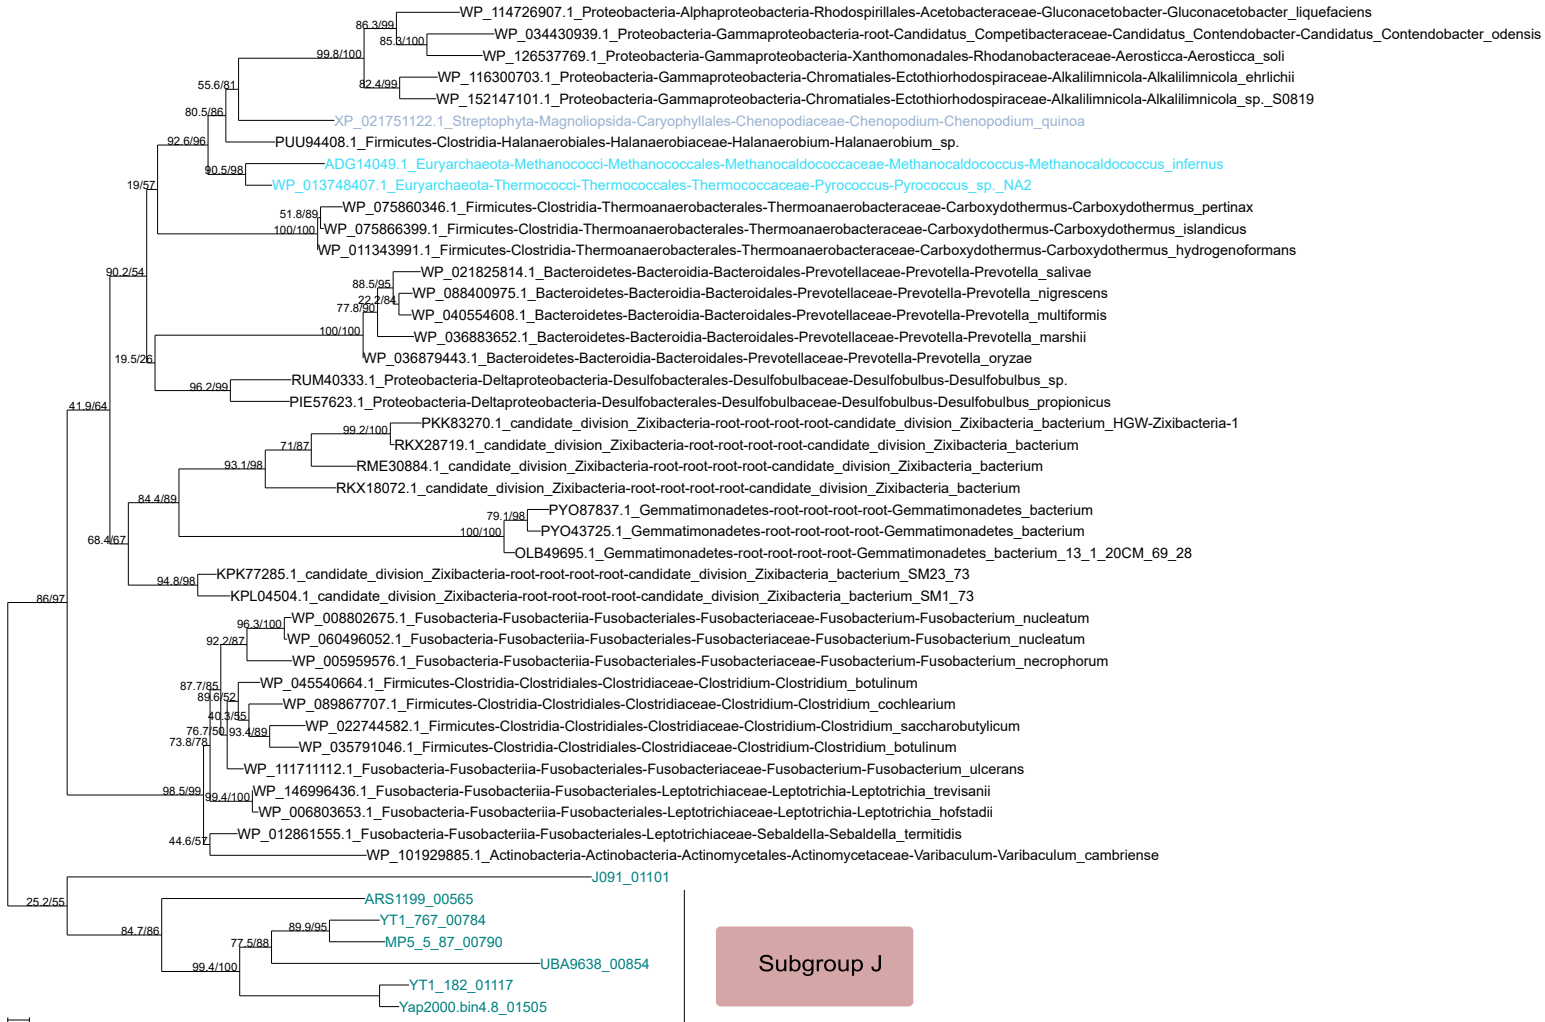 WP_114726907.1_Proteobacteria-Alphaproteobacteria-Rhodospirillales-Acetobacteraceae-Gluconacetobacter-Gluconacetobacter_liquefaciens
86.3/99
WP_034430939.1_Proteobacteria-Gammaproteobacteria-root-Candidatus_Competibacteraceae-Candidatus_Contendobacter-Candidatus_Contendobacter_odensis
85.3/100
WP_126537769.1_Proteobacteria-Gammaproteobacteria-Xanthomonadales-Rhodanobacteraceae-Aerosticca-Aerosticca_soli
99.8/100
WP_116300703.1_Proteobacteria-Gammaproteobacteria-Chromatiales-Ectothiorhodospiraceae-Alkalilimnicola-Alkalilimnicola_ehrlichii
82.4/99
55.6/81
WP_152147101.1_Proteobacteria-Gammaproteobacteria-Chromatiales-Ectothiorhodospiraceae-Alkalilimnicola-Alkalilimnicola_sp._S0819
80.5/86
XP_021751122.1_Streptophyta-Magnoliopsida-Caryophyllales-Chenopodiaceae-Chenopodium-Chenopodium_quinoa
92.6/96
PUU94408.1_Firmicutes-Clostridia-Halanaerobiales-Halanaerobiaceae-Halanaerobium-Halanaerobium_sp.
ADG14049.1_Euryarchaeota-Methanococci-Methanococcales-Methanocaldococcaceae-Methanocaldococcus-Methanocaldococcus_infernus
90.5/98
19/57
WP_013748407.1_Euryarchaeota-Thermococci-Thermococcales-Thermococcaceae-Pyrococcus-Pyrococcus_sp._NA2
WP_075860346.1_Firmicutes-Clostridia-Thermoanaerobacterales-Thermoanaerobacteraceae-Carboxydothermus-Carboxydothermus_pertinax
51.8/89
WP_075866399.1_Firmicutes-Clostridia-Thermoanaerobacterales-Thermoanaerobacteraceae-Carboxydothermus-Carboxydothermus_islandicus
100/100
WP_011343991.1_Firmicutes-Clostridia-Thermoanaerobacterales-Thermoanaerobacteraceae-Carboxydothermus-Carboxydothermus_hydrogenoformans
90.2/54
WP_021825814.1_Bacteroidetes-Bacteroidia-Bacteroidales-Prevotellaceae-Prevotella-Prevotella_salivae
88.5/95
WP_088400975.1_Bacteroidetes-Bacteroidia-Bacteroidales-Prevotellaceae-Prevotella-Prevotella_nigrescens
22.2/84
77.8/90
WP_040554608.1_Bacteroidetes-Bacteroidia-Bacteroidales-Prevotellaceae-Prevotella-Prevotella_multiformis
100/100
WP_036883652.1_Bacteroidetes-Bacteroidia-Bacteroidales-Prevotellaceae-Prevotella-Prevotella_marshii
19.5/26
WP_036879443.1_Bacteroidetes-Bacteroidia-Bacteroidales-Prevotellaceae-Prevotella-Prevotella_oryzae
RUM40333.1_Proteobacteria-Deltaproteobacteria-Desulfobacterales-Desulfobulbaceae-Desulfobulbus-Desulfobulbus_sp.
96.2/99
PIE57623.1_Proteobacteria-Deltaproteobacteria-Desulfobacterales-Desulfobulbaceae-Desulfobulbus-Desulfobulbus_propionicus
41.9/64
PKK83270.1_candidate_division_Zixibacteria-root-root-root-root-candidate_division_Zixibacteria_bacterium_HGW-Zixibacteria-1
99.2/100
RKX28719.1_candidate_division_Zixibacteria-root-root-root-root-candidate_division_Zixibacteria_bacterium
71/87
RME30884.1_candidate_division_Zixibacteria-root-root-root-root-candidate_division_Zixibacteria_bacterium
93.1/98
RKX18072.1_candidate_division_Zixibacteria-root-root-root-root-candidate_division_Zixibacteria_bacterium
84.4/89
PYO87837.1_Gemmatimonadetes-root-root-root-root-Gemmatimonadetes_bacterium
79.1/98
PYO43725.1_Gemmatimonadetes-root-root-root-root-Gemmatimonadetes_bacterium
100/100
68.4/67
OLB49695.1_Gemmatimonadetes-root-root-root-root-Gemmatimonadetes_bacterium_13_1_20CM_69_28
KPK77285.1_candidate_division_Zixibacteria-root-root-root-root-candidate_division_Zixibacteria_bacterium_SM23_73
94.8/98
KPL04504.1_candidate_division_Zixibacteria-root-root-root-root-candidate_division_Zixibacteria_bacterium_SM1_73
86/97
WP_008802675.1_Fusobacteria-Fusobacteriia-Fusobacteriales-Fusobacteriaceae-Fusobacterium-Fusobacterium_nucleatum
96.3/100
WP_060496052.1_Fusobacteria-Fusobacteriia-Fusobacteriales-Fusobacteriaceae-Fusobacterium-Fusobacterium_nucleatum
92.2/87
WP_005959576.1_Fusobacteria-Fusobacteriia-Fusobacteriales-Fusobacteriaceae-Fusobacterium-Fusobacterium_necrophorum
WP_045540664.1_Firmicutes-Clostridia-Clostridiales-Clostridiaceae-Clostridium-Clostridium_botulinum
87.7/85
89.6/52
WP_089867707.1_Firmicutes-Clostridia-Clostridiales-Clostridiaceae-Clostridium-Clostridium_cochlearium
40.3/55
WP_022744582.1_Firmicutes-Clostridia-Clostridiales-Clostridiaceae-Clostridium-Clostridium_saccharobutylicum
76.7/50
93.4/89
73.8/78
WP_035791046.1_Firmicutes-Clostridia-Clostridiales-Clostridiaceae-Clostridium-Clostridium_botulinum
WP_111711112.1_Fusobacteria-Fusobacteriia-Fusobacteriales-Fusobacteriaceae-Fusobacterium-Fusobacterium_ulcerans
98.5/99
WP_146996436.1_Fusobacteria-Fusobacteriia-Fusobacteriales-Leptotrichiaceae-Leptotrichia-Leptotrichia_trevisanii
99.4/100
WP_006803653.1_Fusobacteria-Fusobacteriia-Fusobacteriales-Leptotrichiaceae-Leptotrichia-Leptotrichia_hofstadii
WP_012861555.1_Fusobacteria-Fusobacteriia-Fusobacteriales-Leptotrichiaceae-Sebaldella-Sebaldella_termitidis
44.6/57
WP_101929885.1_Actinobacteria-Actinobacteria-Actinomycetales-Actinomycetaceae-Varibaculum-Varibaculum_cambriense
J091_01101
25.2/55
ARS1199_00565
YT1_767_00784
89.9/95
84.7/86
MP5_5_87_00790
77.5/88
UBA9638_00854
99.4/100
Subgroup J
YT1_182_01117
Yap2000.bin4.8_01505